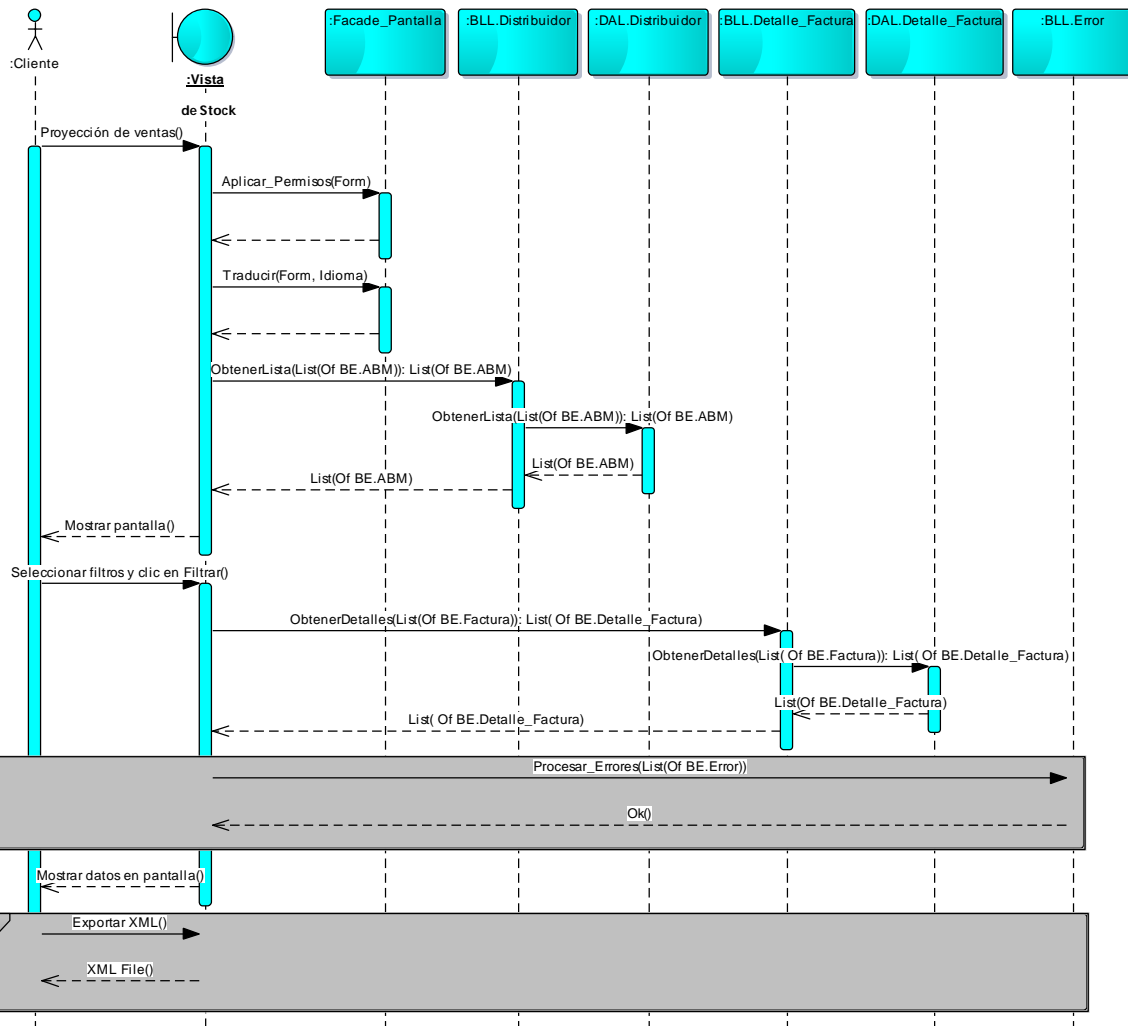 :Facade_Pantalla
:BLL.Distribuidor
:DAL.Distribuidor
:BLL.Detalle_Factura
:DAL.Detalle_Factura
:BLL.Error
:Cliente
:Vista
de Stock
Proyección de ventas()
Aplicar_Permisos(Form)
Traducir(Form, Idioma)
ObtenerLista(List(Of BE.ABM)): List(Of BE.ABM)
ObtenerLista(List(Of BE.ABM)): List(Of BE.ABM)
List(Of BE.ABM)
List(Of BE.ABM)
Mostrar pantalla()
Seleccionar filtros y clic en Filtrar()
ObtenerDetalles(List(Of BE.Factura)): List( Of BE.Detalle_Factura)
ObtenerDetalles(List( Of BE.Factura)): List( Of BE.Detalle_Factura)
List(Of BE.Detalle_Factura)
List( Of BE.Detalle_Factura)
Procesar_Errores(List(Of BE.Error))
Ok()
Mostrar datos en pantalla()
Exportar XML()
XML File()